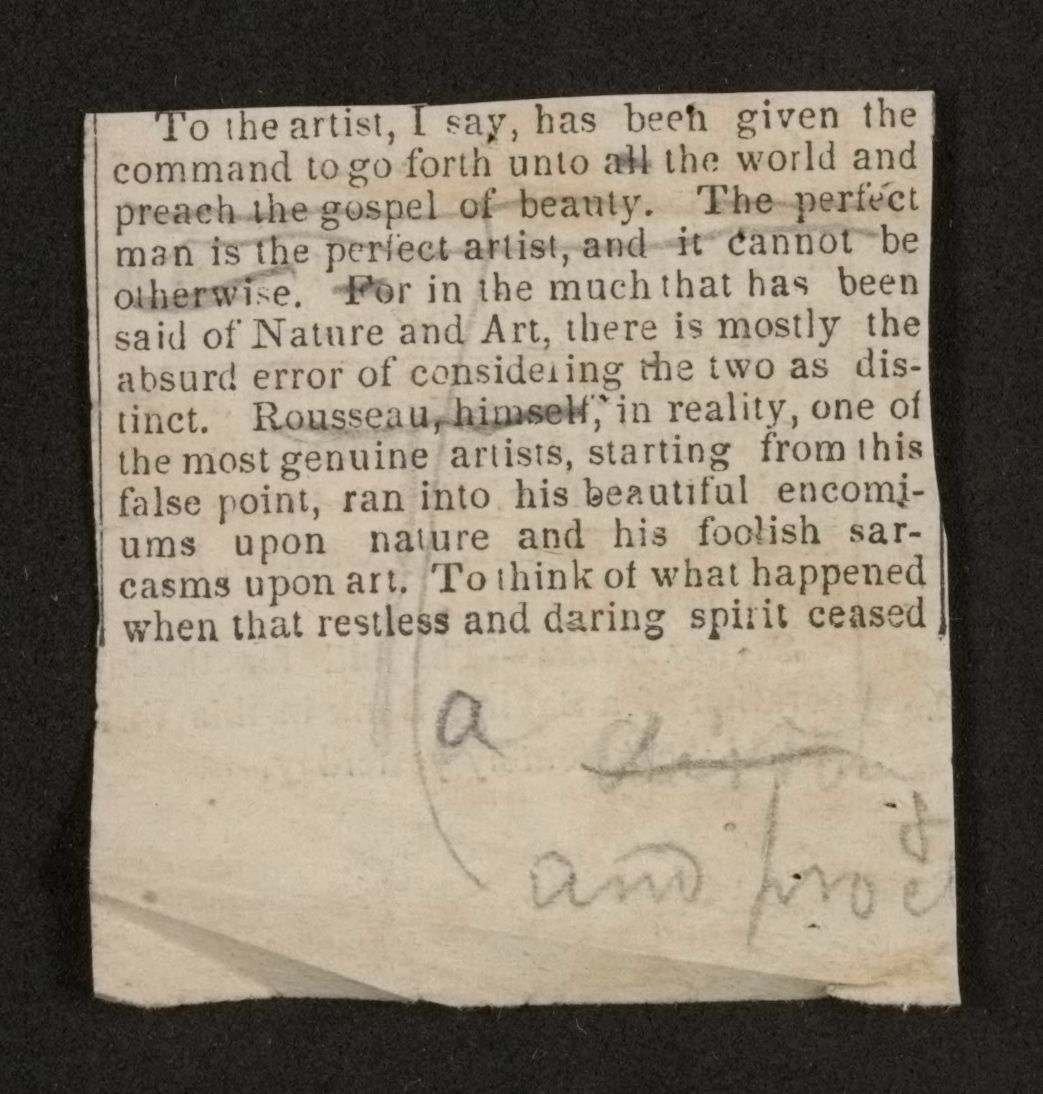 To the artist, I say, has been given the
command to go forth unto all the world and
preach the gospel of beauty. The perfect
man is the perfect artist, and it cannot be
otherwise. For in the much that has been
said of Nature and Art, there is mostly the
absurd error of considering the two as dis-
tinct. Rousseau, himself, in reality, one of
the most genuine artists, starting from this
false point, ran into his beautiful encomi-
ums upon nature and his foolish sar-
casms upon art. To think of what happened
when that restless and daring spirit ceased
a
and